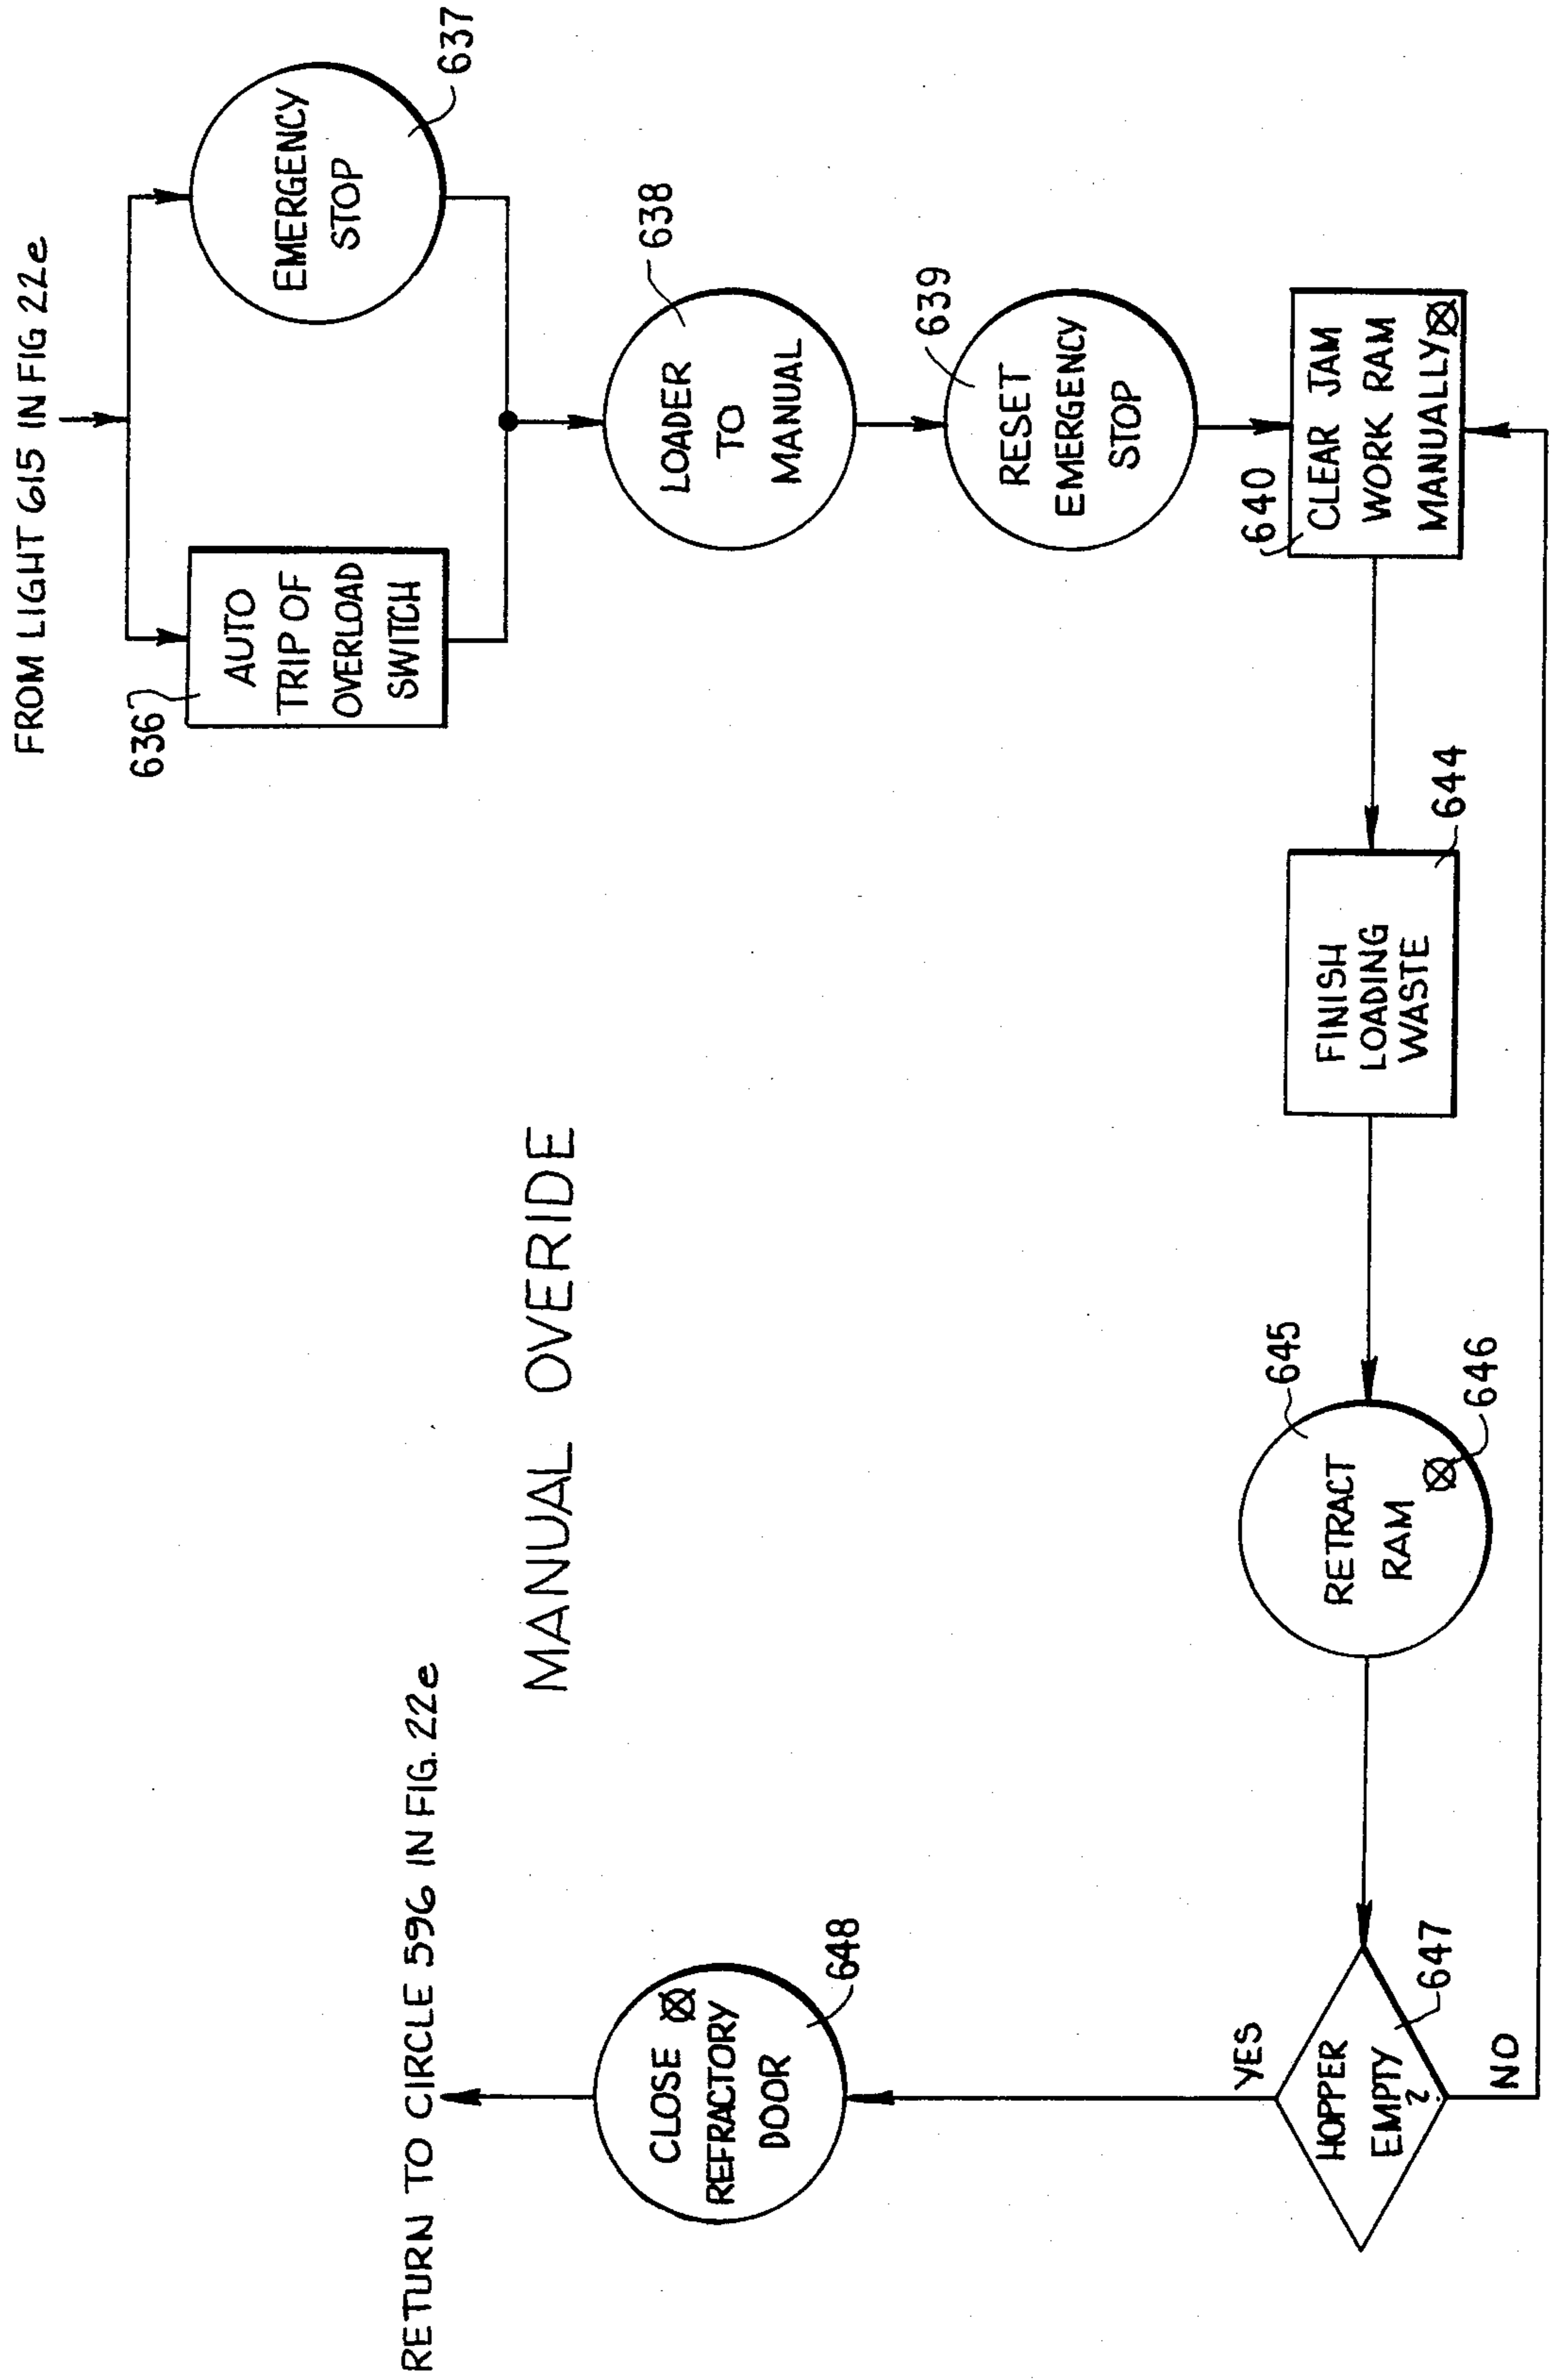 FROM LIGHT 615 IN FIG 22e
636
AUTO
TRIP OF
OVERLOAD
SWITCH
EMERGENCY
STOP
637
LOADER
TO
MANUAL
638
RESET
EMERGENCY
STOP
639
640
CLEAR JAM
WORK RAM
MANUALLY
FINISH
LOADING
WASTE
644
RETRACT
RAM
645
646
HOPPER
EMPTY
?
647
YES
NO
CLOSE
REFRACTORY
DOOR
648
RETURN TO CIRCLE 596 IN FIG. 22e
MANUAL OVERIDE